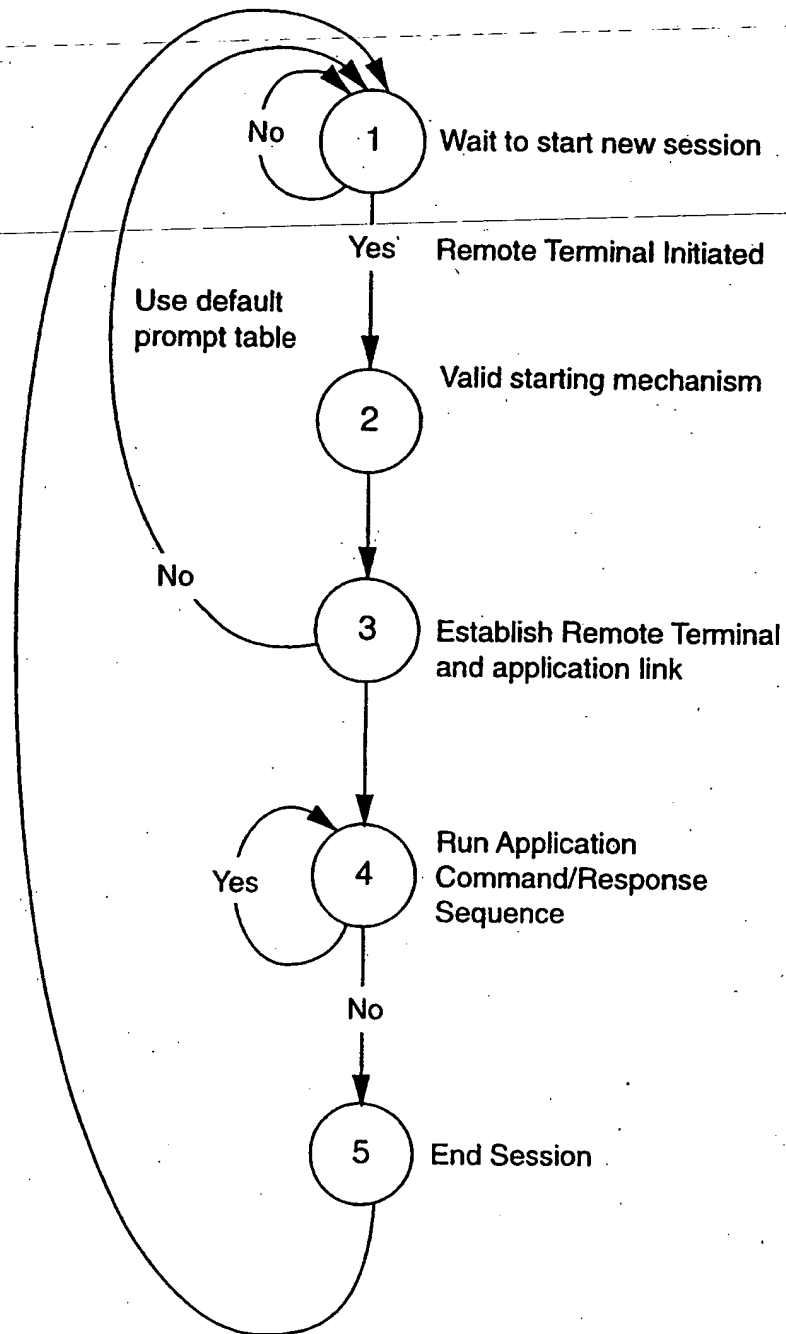 No
1
Wait to start new session
Yes
Remote Terminal Initiated
Use default
prompt table
Valid starting mechanism
2
No
3
Establish Remote Terminal
and application link
Yes
4
Run Application
Command/Response
Sequence
No
5
End Session